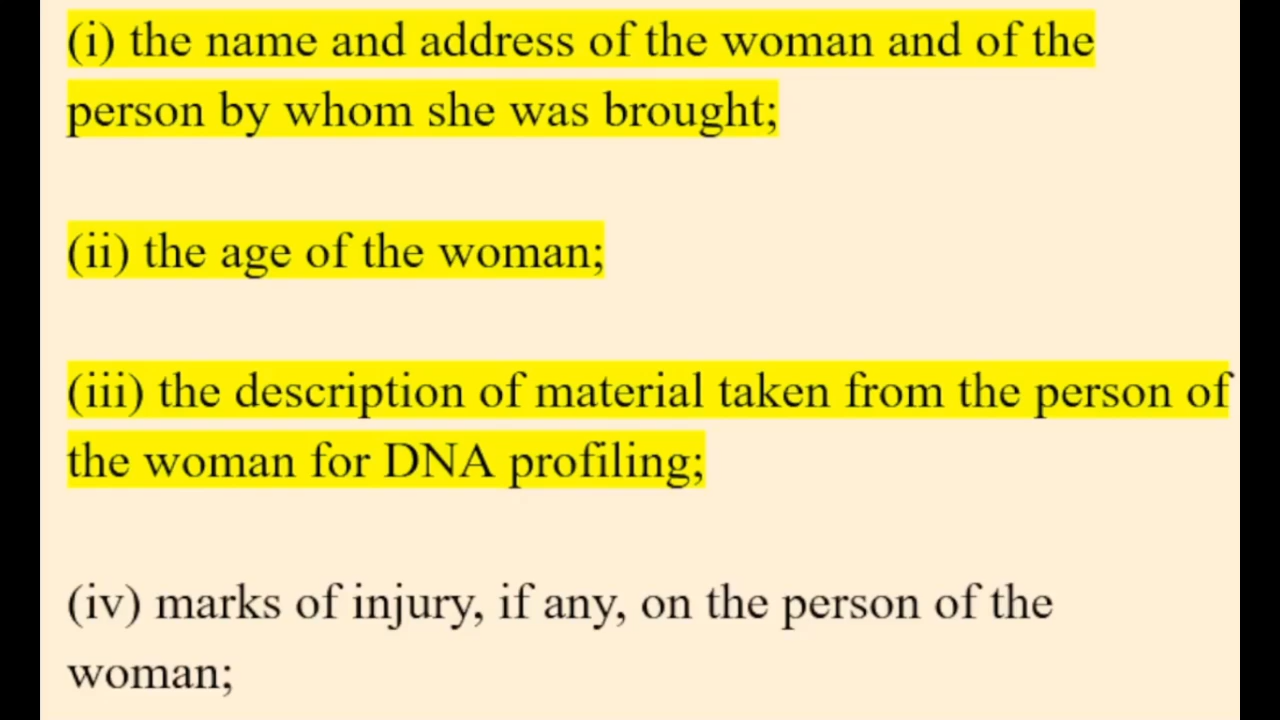 (i) the name and address of the woman and of the
person by whom she was brought;
(ii) the age of the woman;
(iii) the description of material taken from the person of
the woman for DNA profiling;
(iv) marks of injury, if any, on the person of the
woman;